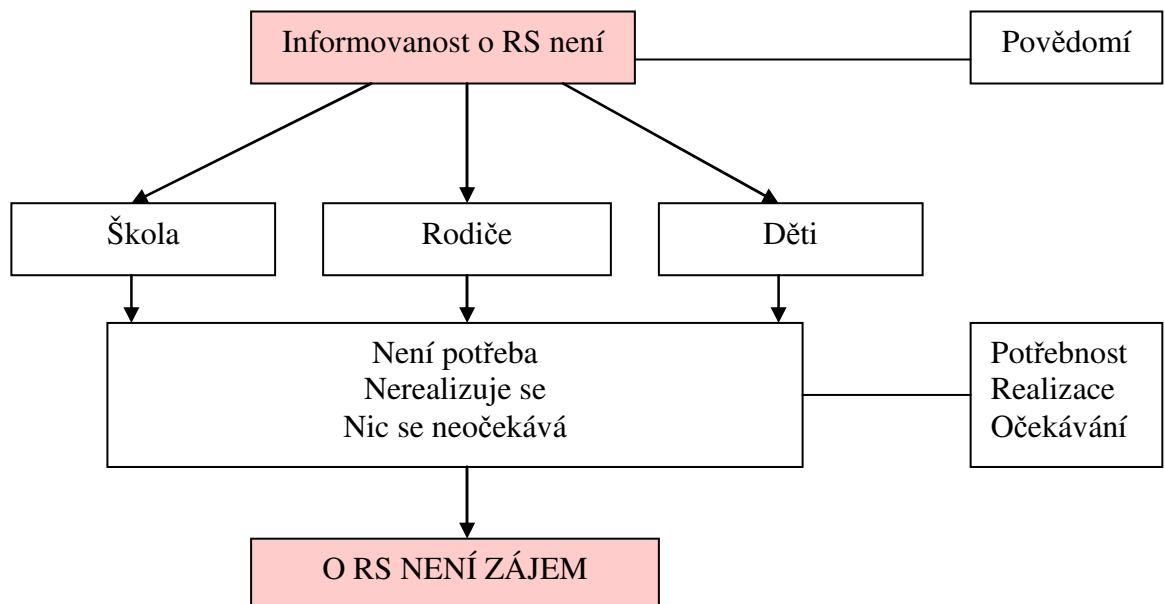 Informovanost o RS není
Povědomí
Škola
Rodiče
Děti
Není potřeba
Nerealizuje se
Nic se neočekává
Potřebnost
Realizace
Očekávání
O RS NENÍ ZÁJEM